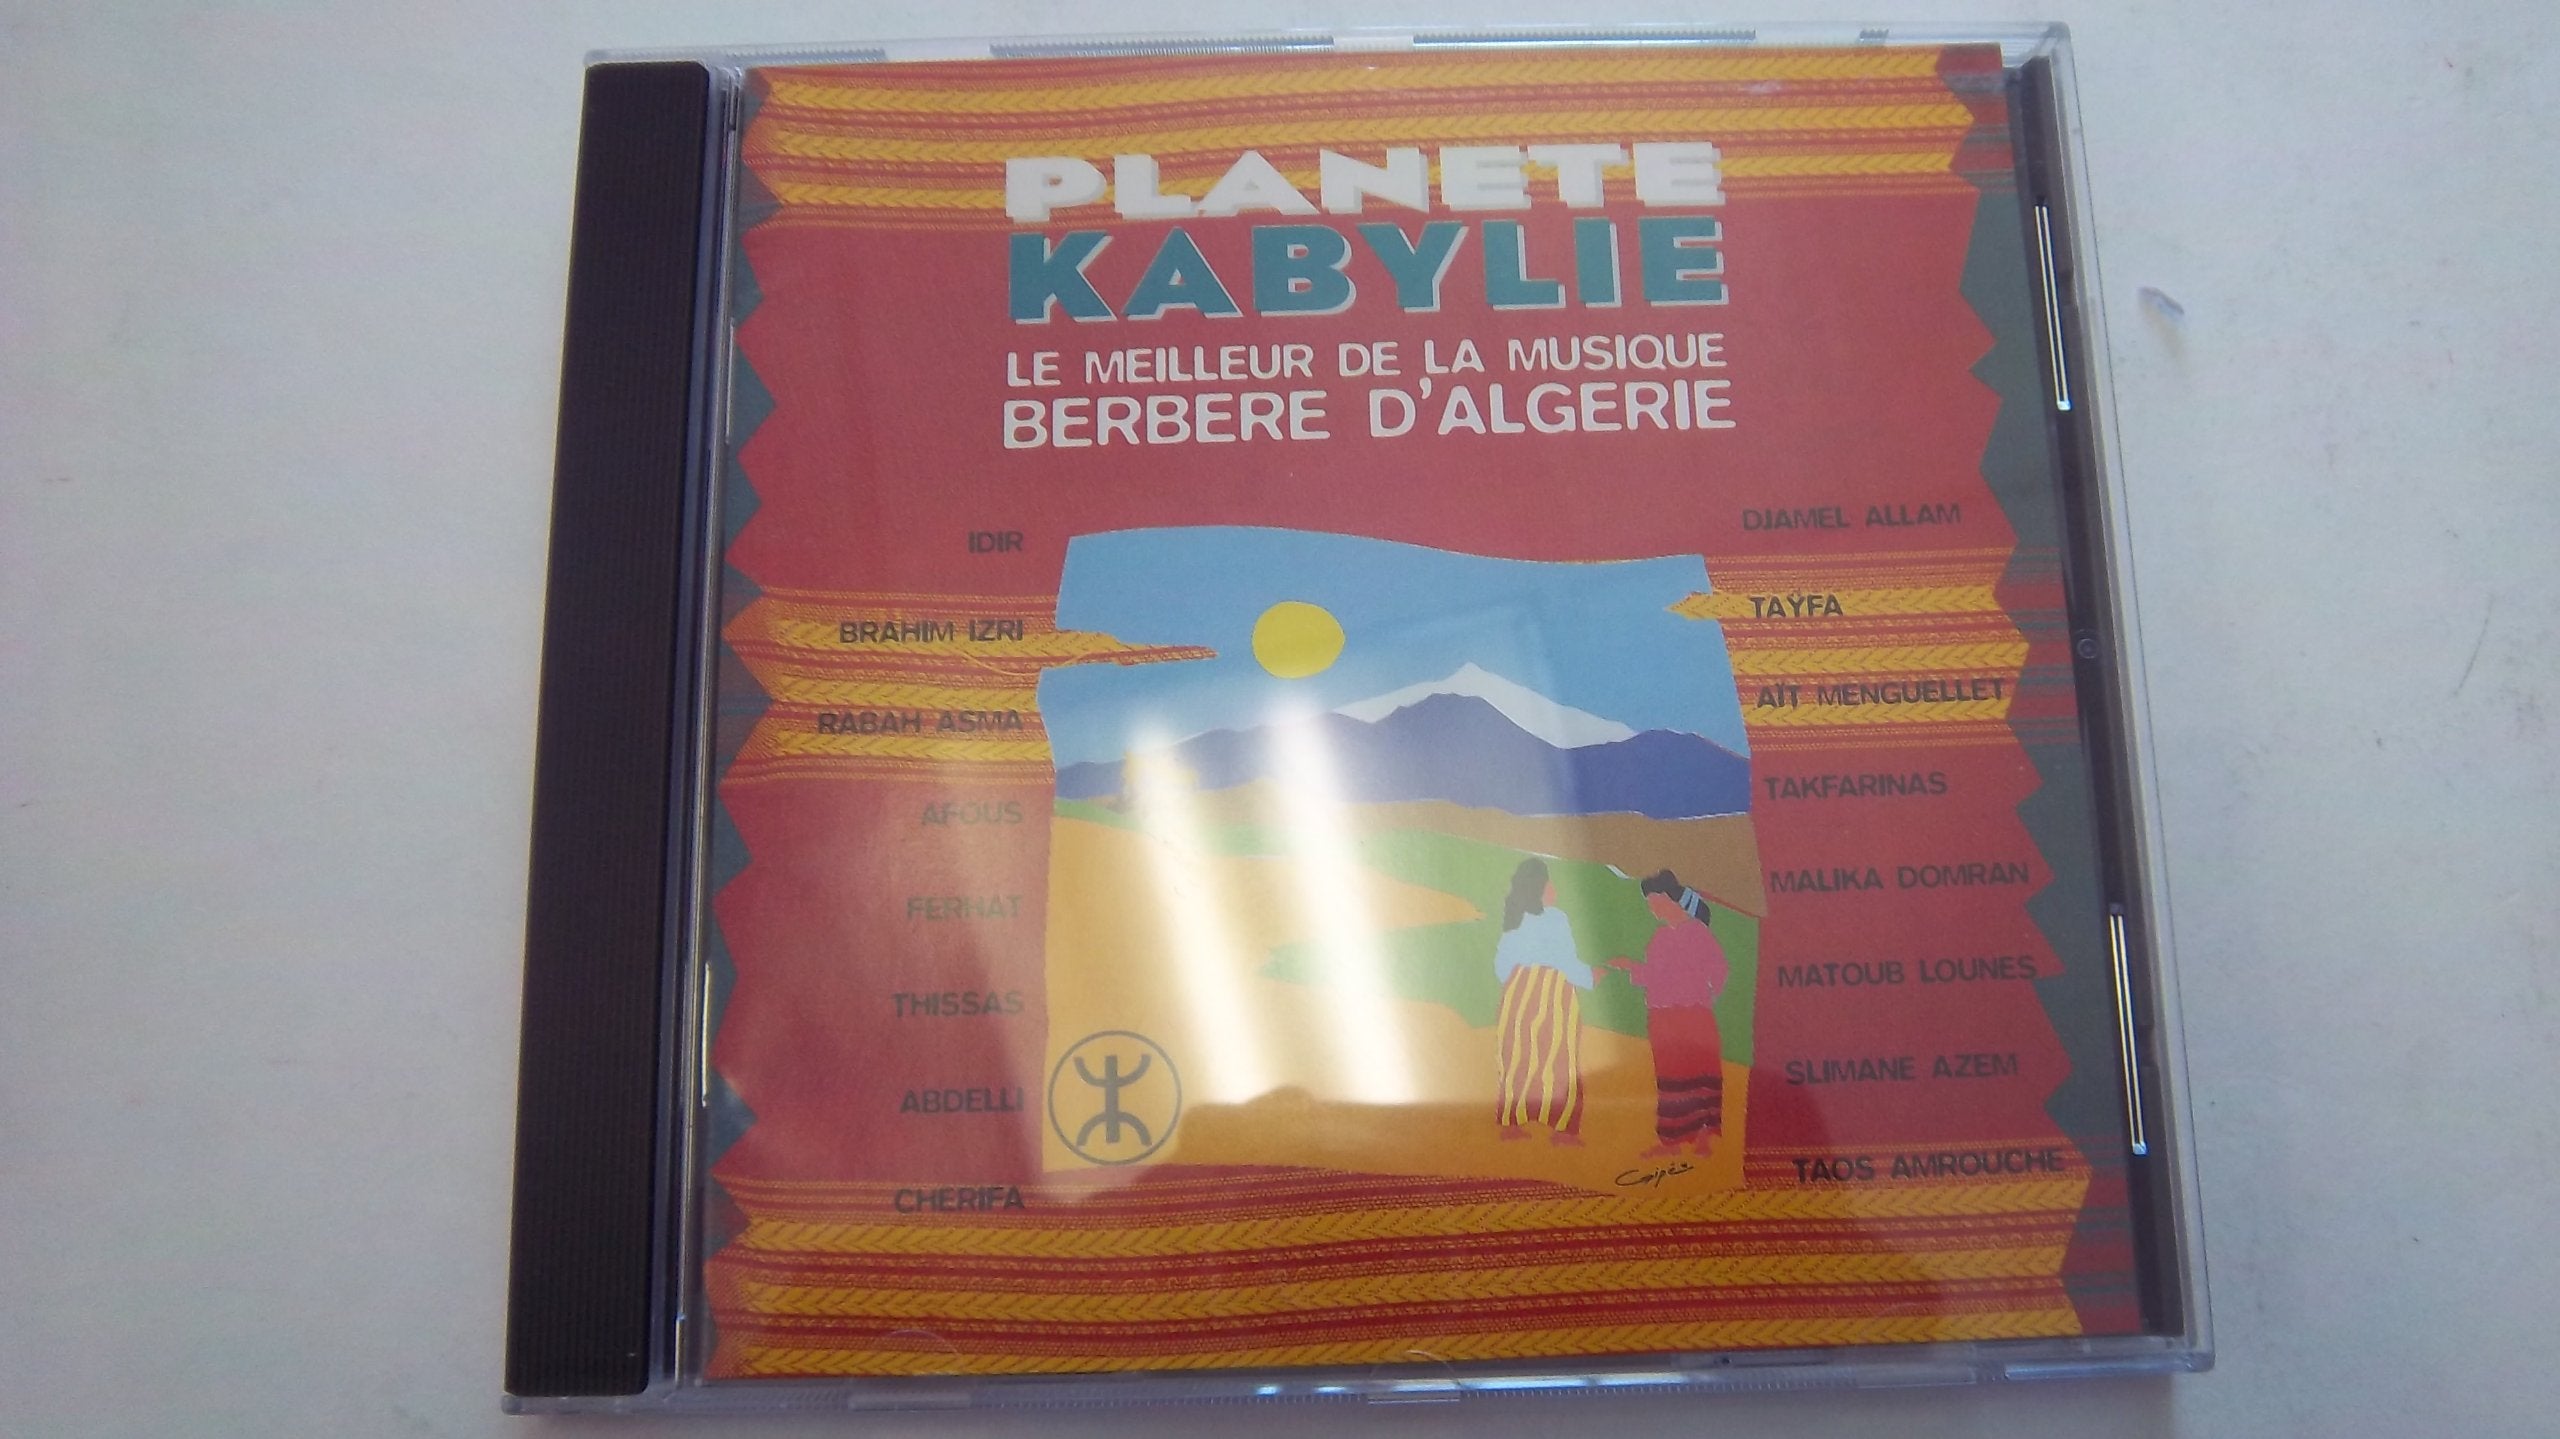 PLANETE
KABYLIE
LE MEILLEUR DE LA MUSIQUE
BERBERE D'ALGERIE
IDIR
BRAHIM IZRI
RABAH ASMA
AFOUS
FERHAT
THISSAS
ABDELLI
CHERIFA
DJAMEL ALLAM
TAŸFA
AÏT MENGUELLET
TAKFARINAS
MALIKA DOMRAN
MATOUB LOUNES
SLIMANE AZEM
TAOS AMROUCHE